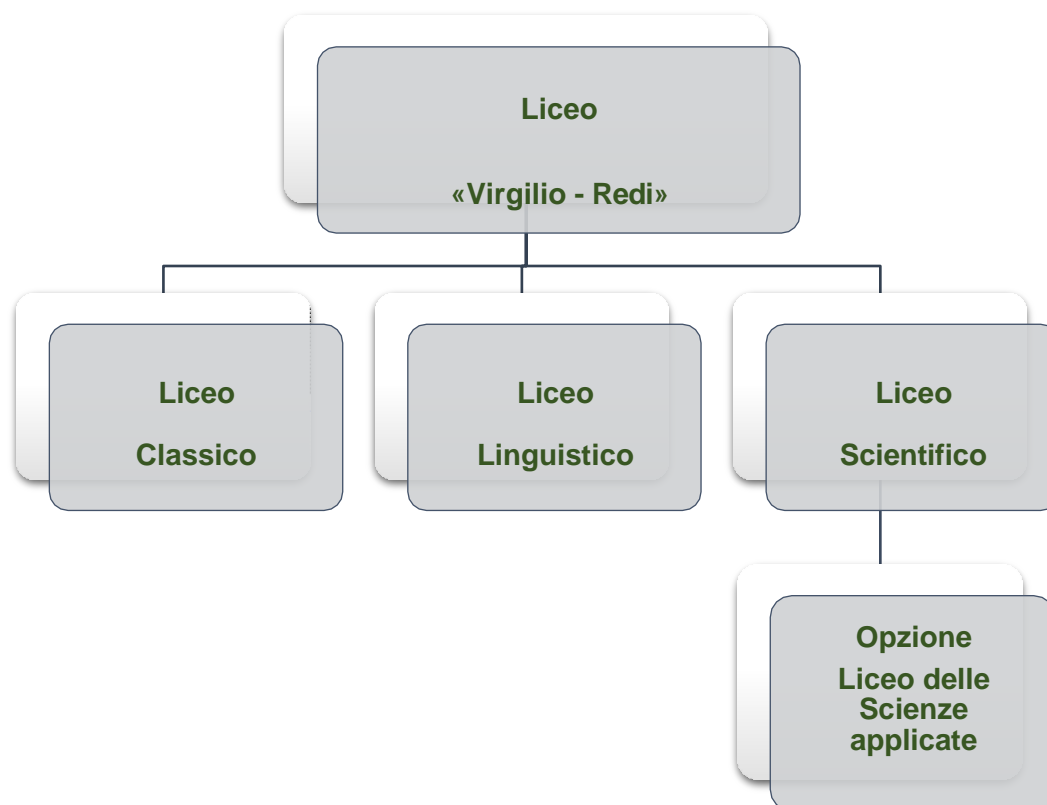 Liceo
«Virgilio - Redi»
Liceo
Classico
Liceo
Linguistico
Liceo
Scientifico
Opzione
Liceo delle
Scienze
applicate